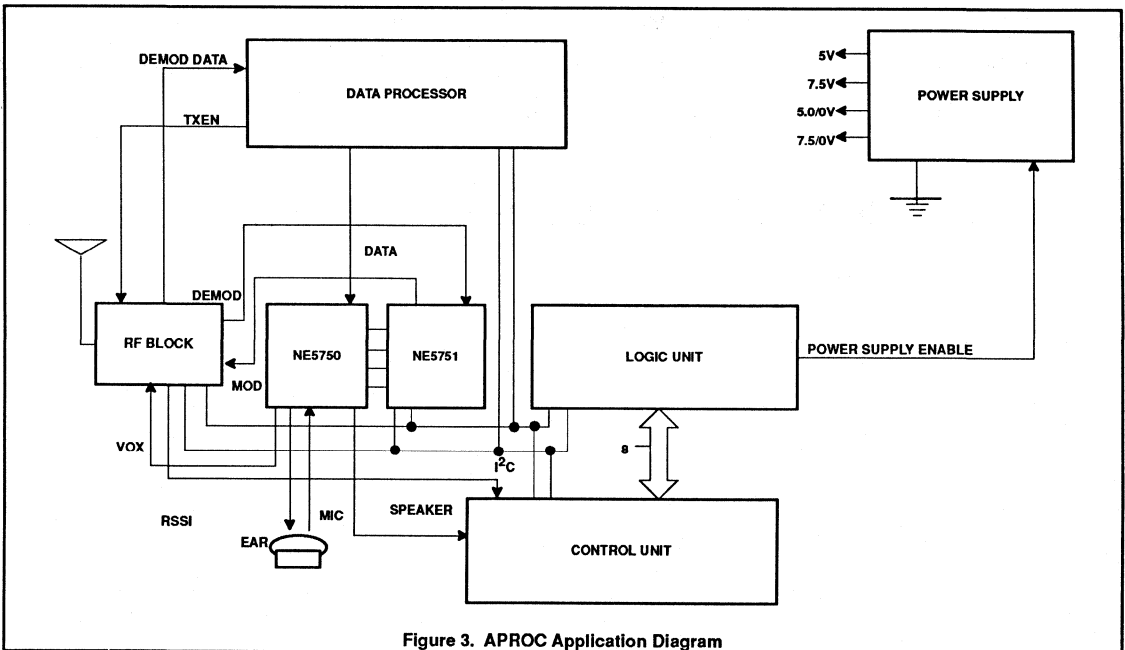 DEMOD DATA
DATA PROCESSOR
TXEN
5V
7.5V
5.0/0V
7.5/0V
POWER SUPPLY
DATA
DEMOD
RF BLOCK
NE5750
NE5751
LOGIC UNIT
POWER SUPPLY ENABLE
MOD
VOX
8
I²C
RSSI
EAR
MIC
SPEAKER
CONTROL UNIT
Figure 3. APROC Application Diagram